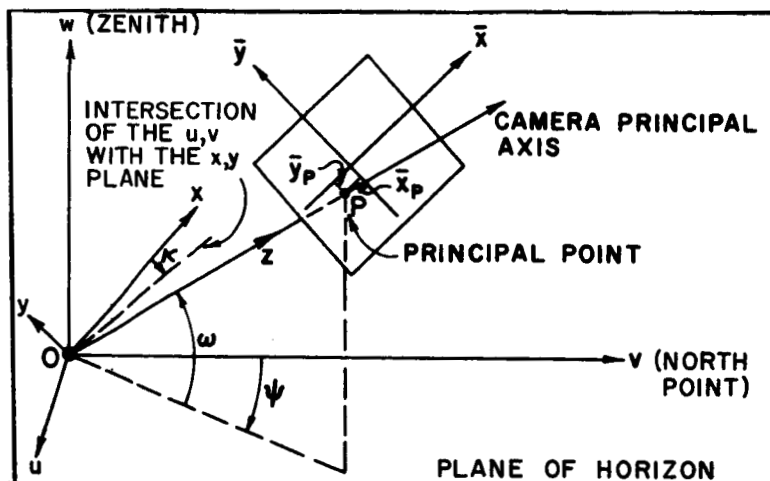 w (ZENITH)
ȳ
x̄
INTERSECTION
OF THE u,v
WITH THE x,y
PLANE
CAMERA PRINCIPAL
AXIS
ȳP
x̄P
P
x
κ
PRINCIPAL POINT
z
y
ω
O
v (NORTH
POINT)
ψ
u
PLANE OF HORIZON